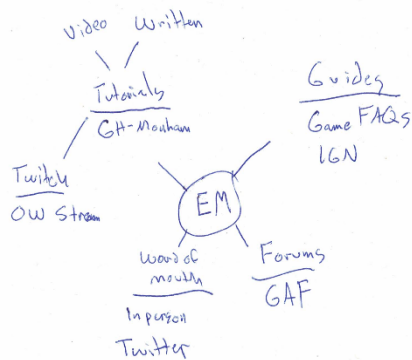 Video Written
Tutorials
GH-Monham
Guides
Game FAQs
IGN
Twitch
OW Stream
EM
Word of
mouth
In person
Twitter
Forums
GAF